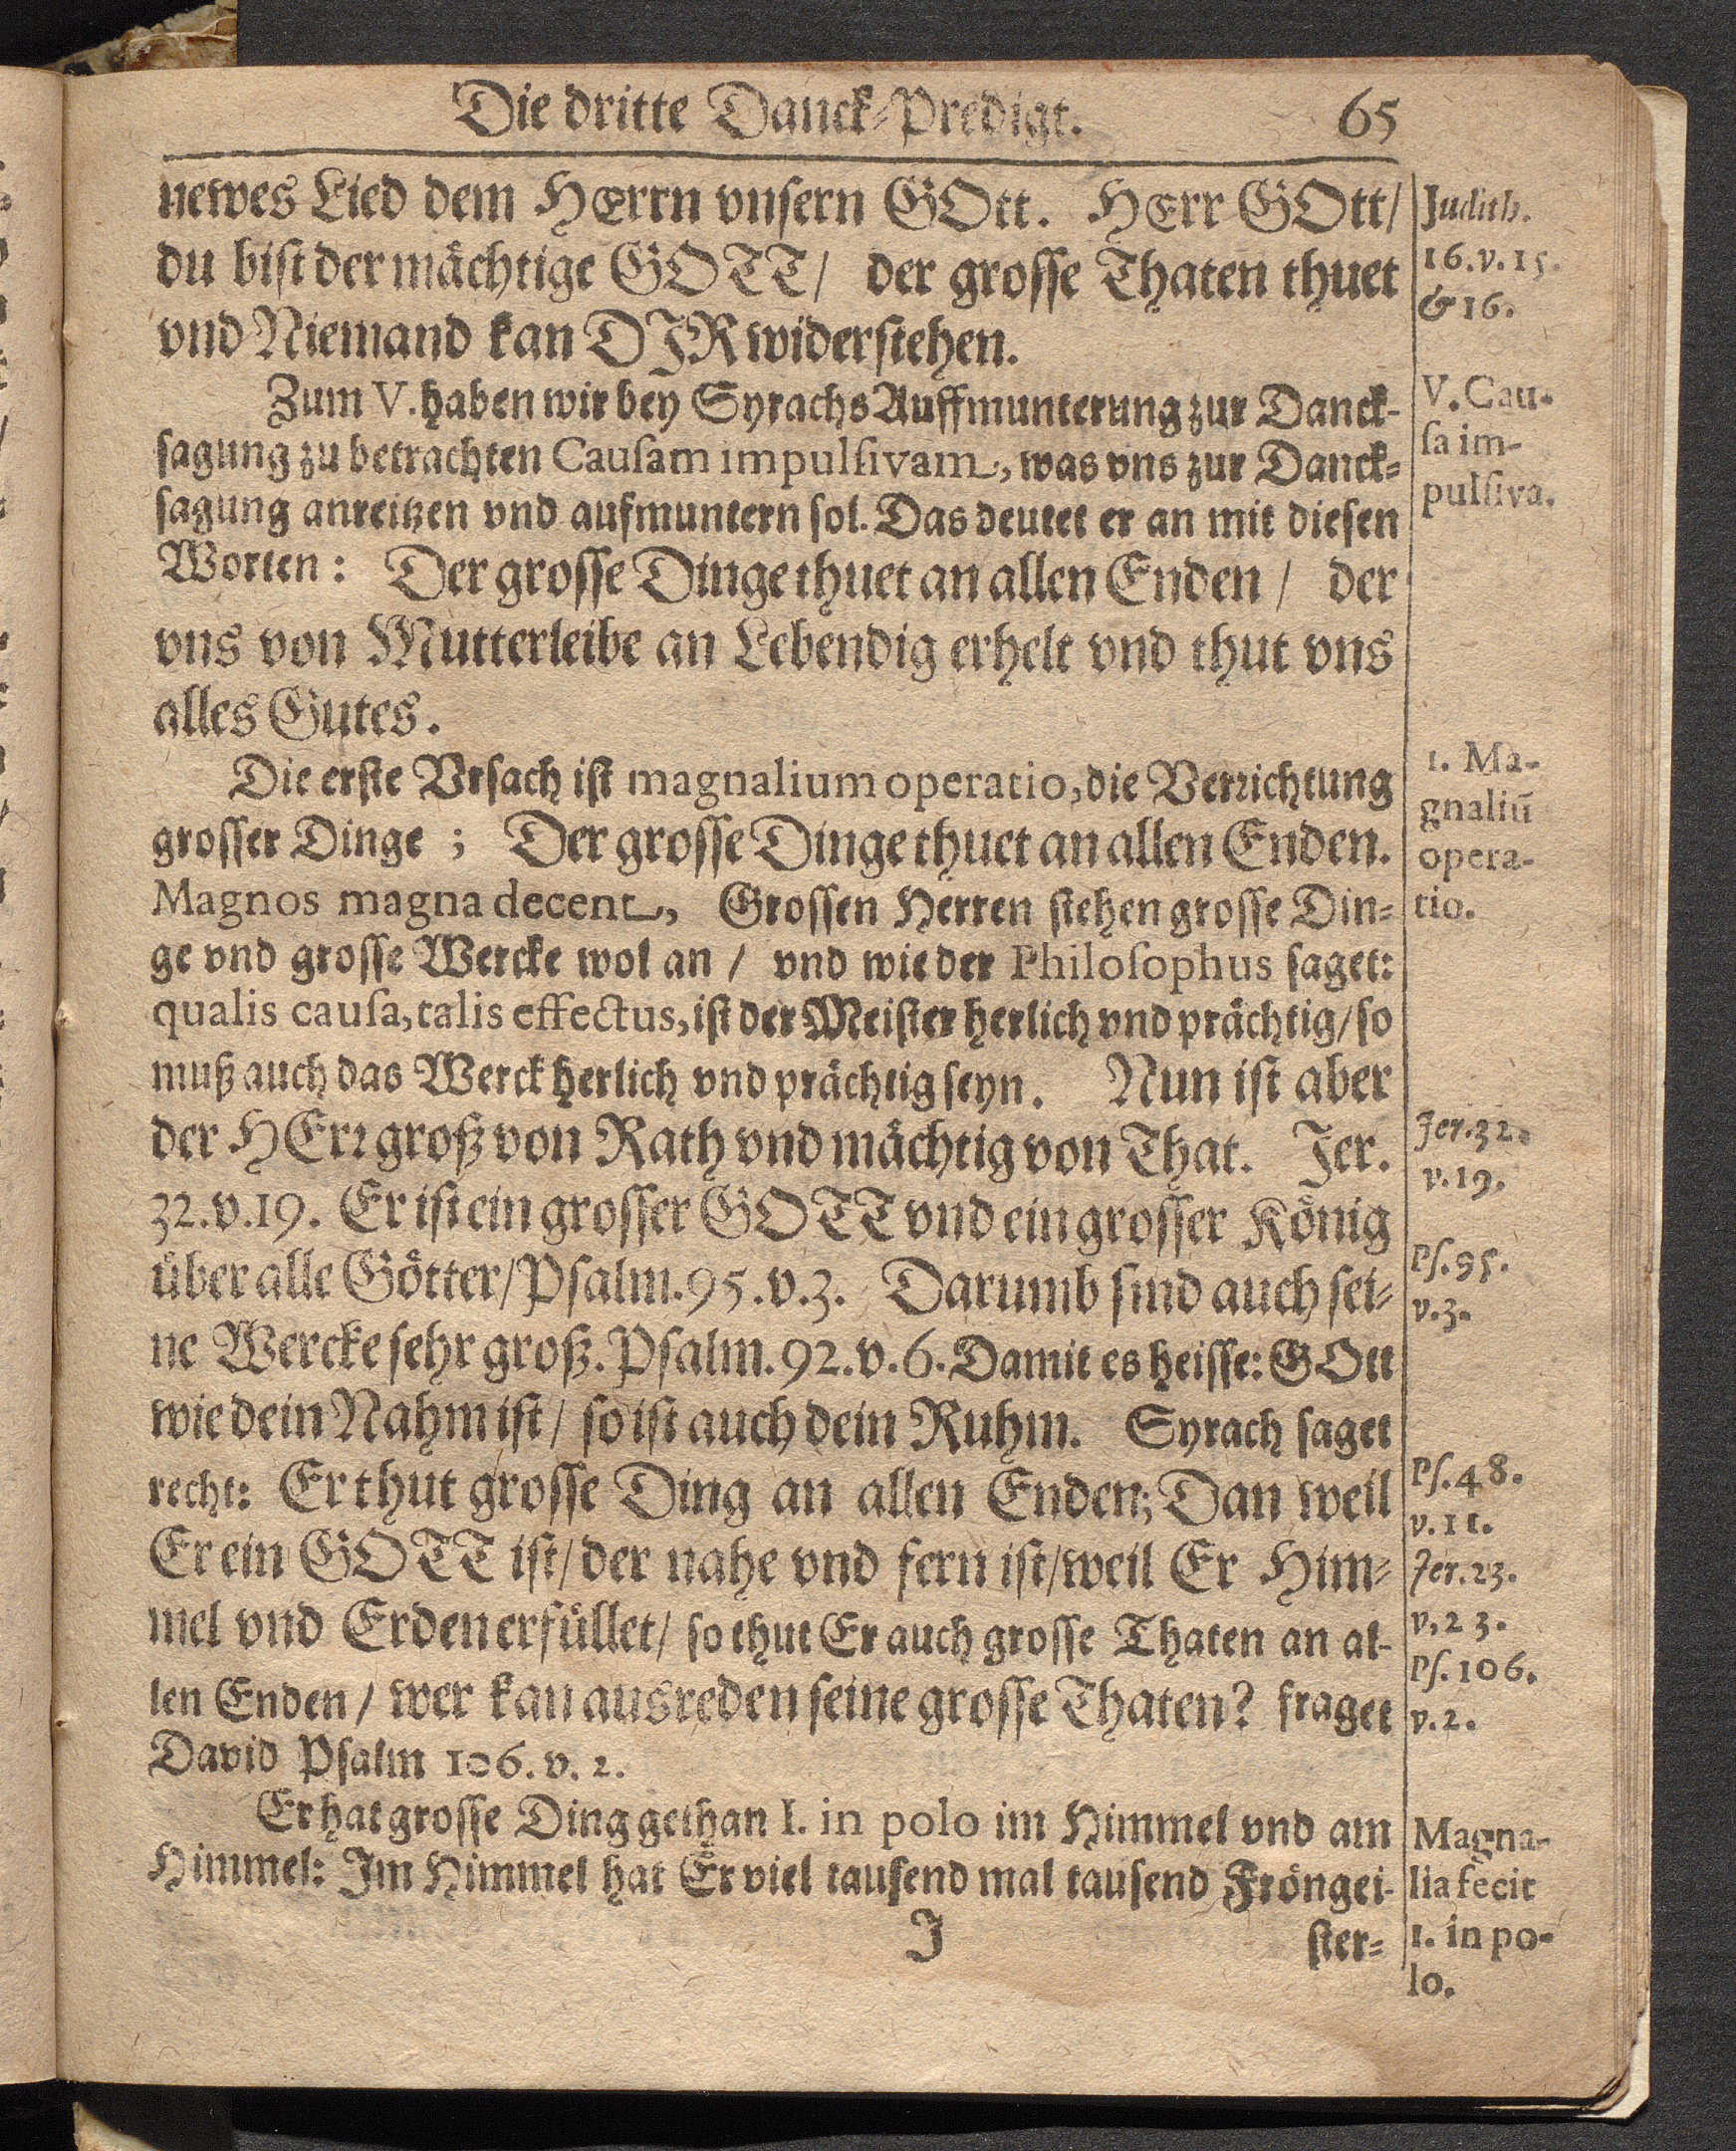 Die dritte Danck-Predigt. 65
newes Lied dem HErrn vnsern GOtt. HErr GOtt/
du bist der mächtige GOTT/ der grosse Thaten thuet
vnd Niemand kan DIR widerstehen.
Zum V. haben wir bey Syrachs Auffmunterung zur Danck-
sagung zu betrachten Causam impulsivam, was vns zur Danck-
sagung anreitzen vnd aufmuntern sol. Das deutet er an mit diesen
Worten: Der grosse Dinge thuet an allen Enden / der
vns von Mutterleibe an Lebendig erhelt vnd thut vns
alles Gutes.
Die erste Vrsach ist magnalium operatio, die Verrichtung
grosser Dinge ; Der grosse Dinge thuet an allen Enden.
Magnos magna decent, Grossen Herren stehen grosse Din-
ge vnd grosse Wercke wol an / vnd wie der Philosophus saget:
qualis causa, talis effectus, ist der Meister herlich vnd prächtig/ so
muß auch das Werck herlich vnd prächtig seyn. Nun ist aber
der HErr groß von Rath vnd mächtig von That. Jer.
32. v. 19. Er ist ein grosser GOTT vnd ein grosser König
über alle Götter/ Psalm. 95. v. 3. Darumb sind auch sei-
ne Wercke sehr groß. Psalm. 92. v. 6. Damit es heisse: GOtt
wie dein Nahm ist/ so ist auch dein Ruhm. Syrach saget
recht: Er thut grosse Ding an allen Enden; Dan weil
Er ein GOTT ist/ der nahe vnd fern ist/ weil Er Him-
mel vnd Erden erfüllet/ so thut Er auch grosse Thaten an al-
len Enden / wer kan ausreden seine grosse Thaten? fraget
David Psalm 106. v. 2.
Er hat grosse Ding gethan I. in polo im Himmel vnd am
Himmel: Im Himmel hat Er viel tausend mal tausend Fröngei-
J ster-
Judith.
16. v. 15.
& 16.
V. Cau-
sa im-
pulsiva.
1. Ma-
gnaliū
opera-
tio.
Jer. 32.
v. 19.
Ps. 95.
v. 3.
Ps. 48.
v. 11.
Jer. 23.
v, 23.
Ps. 106.
v. 2.
Magna-
lia fecit
1. in po-
lo.